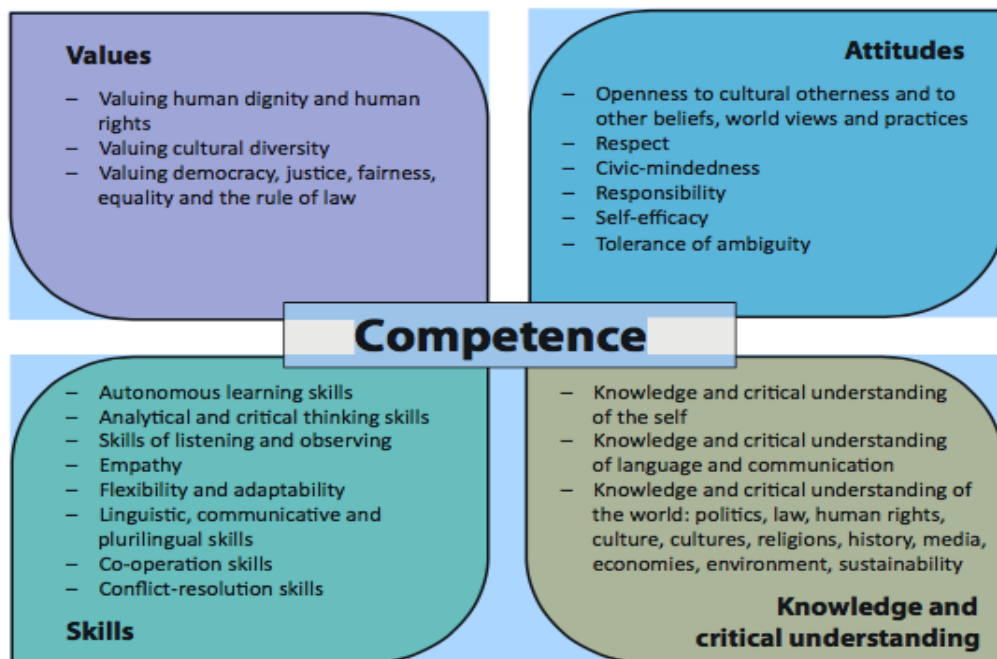 Values
– Valuing human dignity and human
rights
– Valuing cultural diversity
– Valuing democracy, justice, fairness,
equality and the rule of law
Attitudes
– Openness to cultural otherness and to
other beliefs, world views and practices
– Respect
– Civic-mindedness
– Responsibility
– Self-efficacy
– Tolerance of ambiguity
Competence
– Autonomous learning skills
– Analytical and critical thinking skills
– Skills of listening and observing
– Empathy
– Flexibility and adaptability
– Linguistic, communicative and
plurilingual skills
– Co-operation skills
– Conflict-resolution skills
Skills
– Knowledge and critical understanding
of the self
– Knowledge and critical understanding
of language and communication
– Knowledge and critical understanding of
the world: politics, law, human rights,
culture, cultures, religions, history, media,
economies, environment, sustainability
Knowledge and
critical understanding